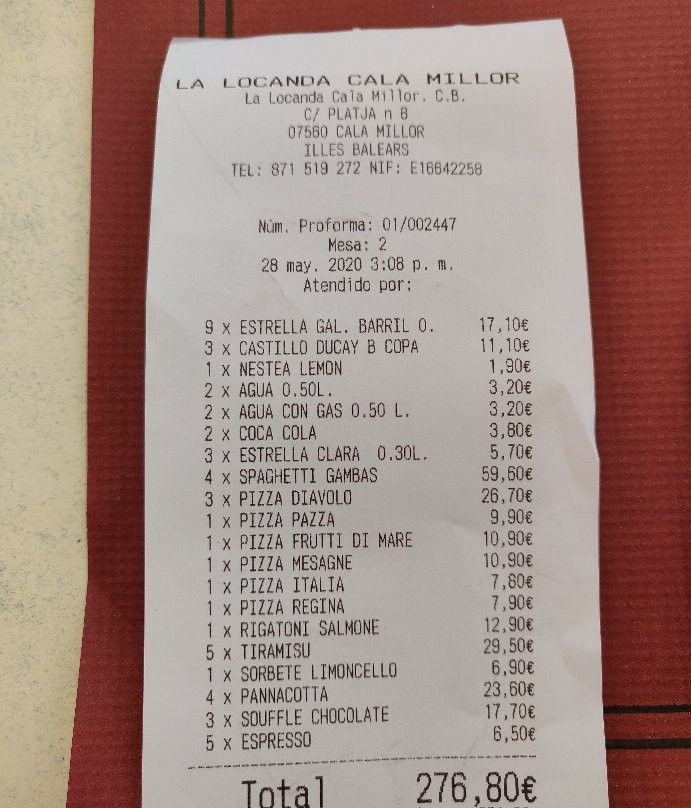 LA LOCANDA CALA MILLOR
La Locanda Cala Millor. C.B.
C/ PLATJA n 8
07560 CALA MILLOR
ILLES BALEARS
TEL: 871 519 272 NIF: E16642258
Núm. Proforma: 01/002447
Mesa: 2
28 may. 2020 3:08 p. m.
Atendido por:
9 x ESTRELLA GAL. BARRIL 0. 17,10€
3 x CASTILLO DUCAY B COPA 11,10€
1 x NESTEA LEMON 1,90€
2 x AGUA 0.50L. 3,20€
2 x AGUA CON GAS 0.50 L. 3,20€
2 x COCA COLA 3,80€
3 x ESTRELLA CLARA 0.30L. 5,70€
4 x SPAGHETTI GAMBAS 59,60€
3 x PIZZA DIAVOLO 26,70€
1 x PIZZA PAZZA 9,90€
1 x PIZZA FRUTTI DI MARE 10,90€
1 x PIZZA MESAGNE 10,90€
1 x PIZZA ITALIA 7,80€
1 x PIZZA REGINA 7,90€
1 x RIGATONI SALMONE 12,90€
5 x TIRAMISU 29,50€
1 x SORBETE LIMONCELLO 6,90€
4 x PANNACOTTA 23,60€
3 x SOUFFLE CHOCOLATE 17,70€
5 x ESPRESSO 6,50€
Total 276,80€